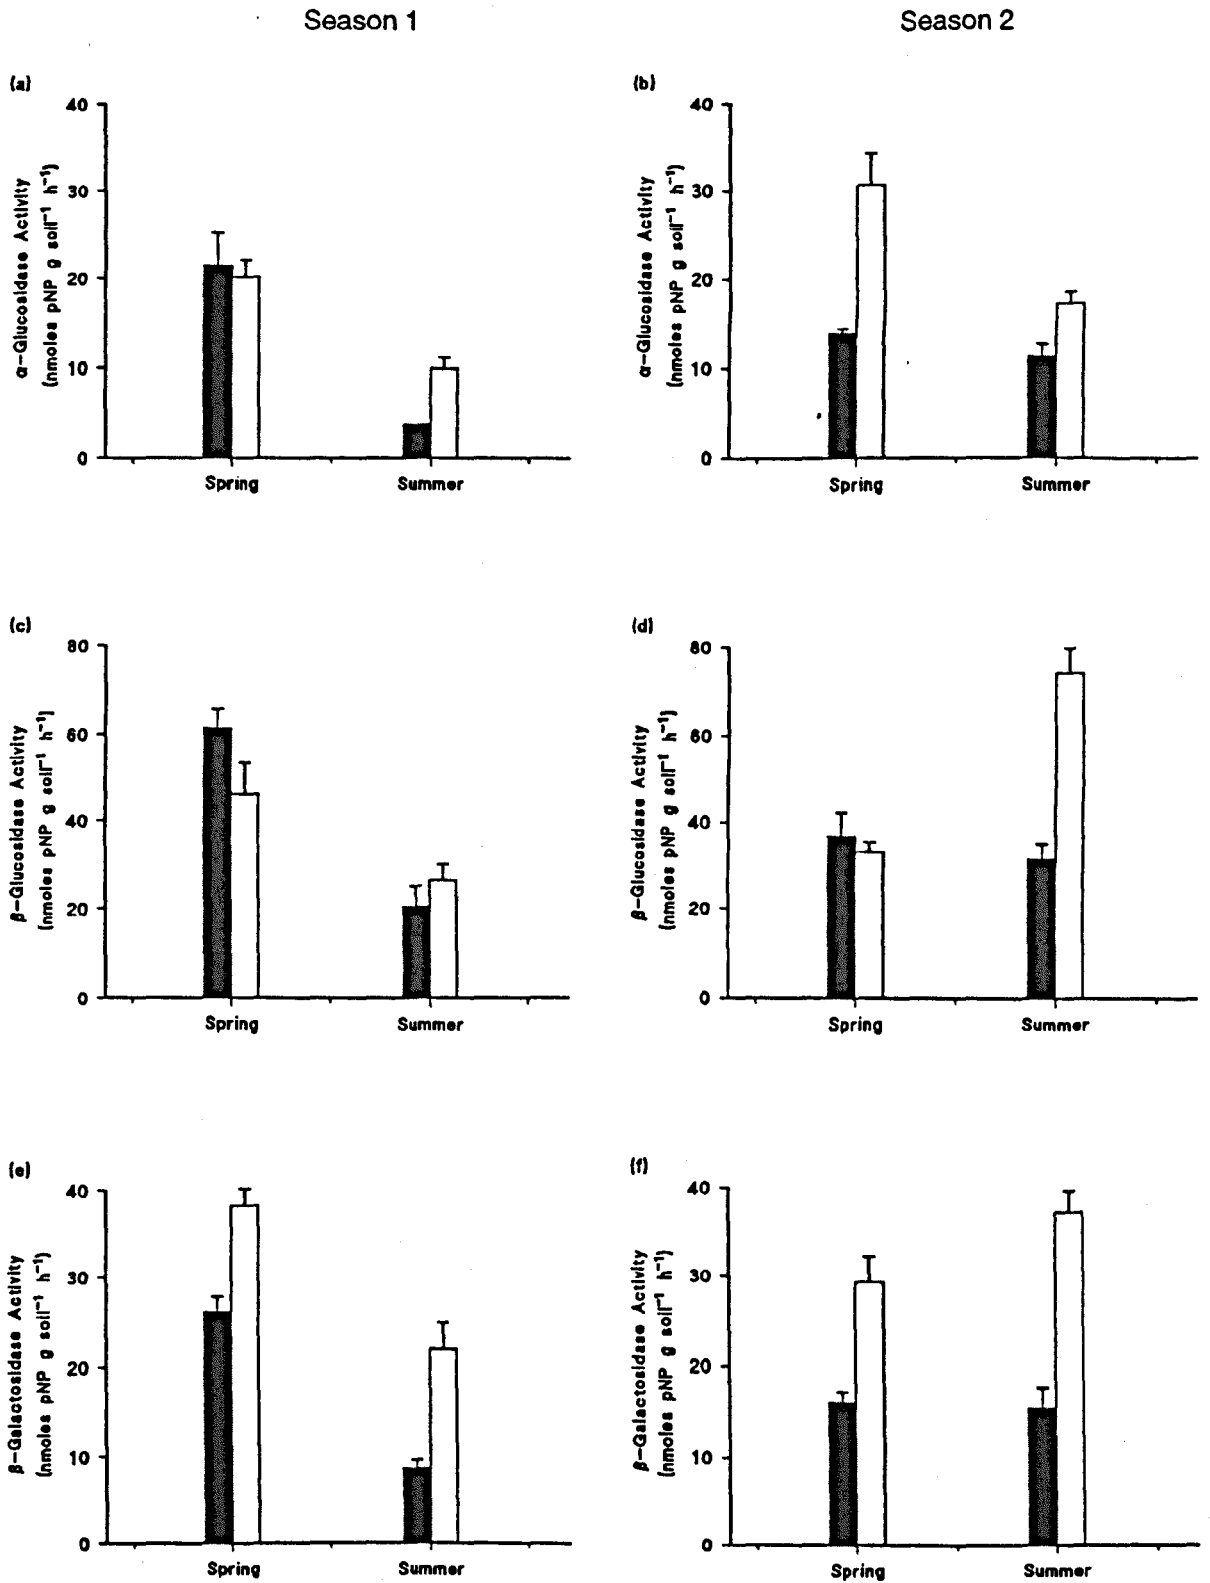 Season 1
Season 2
(a)
40
30
20
10
0
α-Glucosidase Activity
(nmoles pNP g soil⁻¹ h⁻¹)
Spring
Summer
(b)
40
30
20
10
0
α-Glucosidase Activity
(nmoles pNP g soil⁻¹ h⁻¹)
Spring
Summer
(c)
80
60
40
20
0
β-Glucosidase Activity
(nmoles pNP g soil⁻¹ h⁻¹)
Spring
Summer
(d)
80
60
40
20
0
β-Glucosidase Activity
(nmoles pNP g soil⁻¹ h⁻¹)
Spring
Summer
(e)
40
30
20
10
0
β-Galactosidase Activity
(nmoles pNP g soil⁻¹ h⁻¹)
Spring
Summer
(f)
40
30
20
10
0
β-Galactosidase Activity
(nmoles pNP g soil⁻¹ h⁻¹)
Spring
Summer